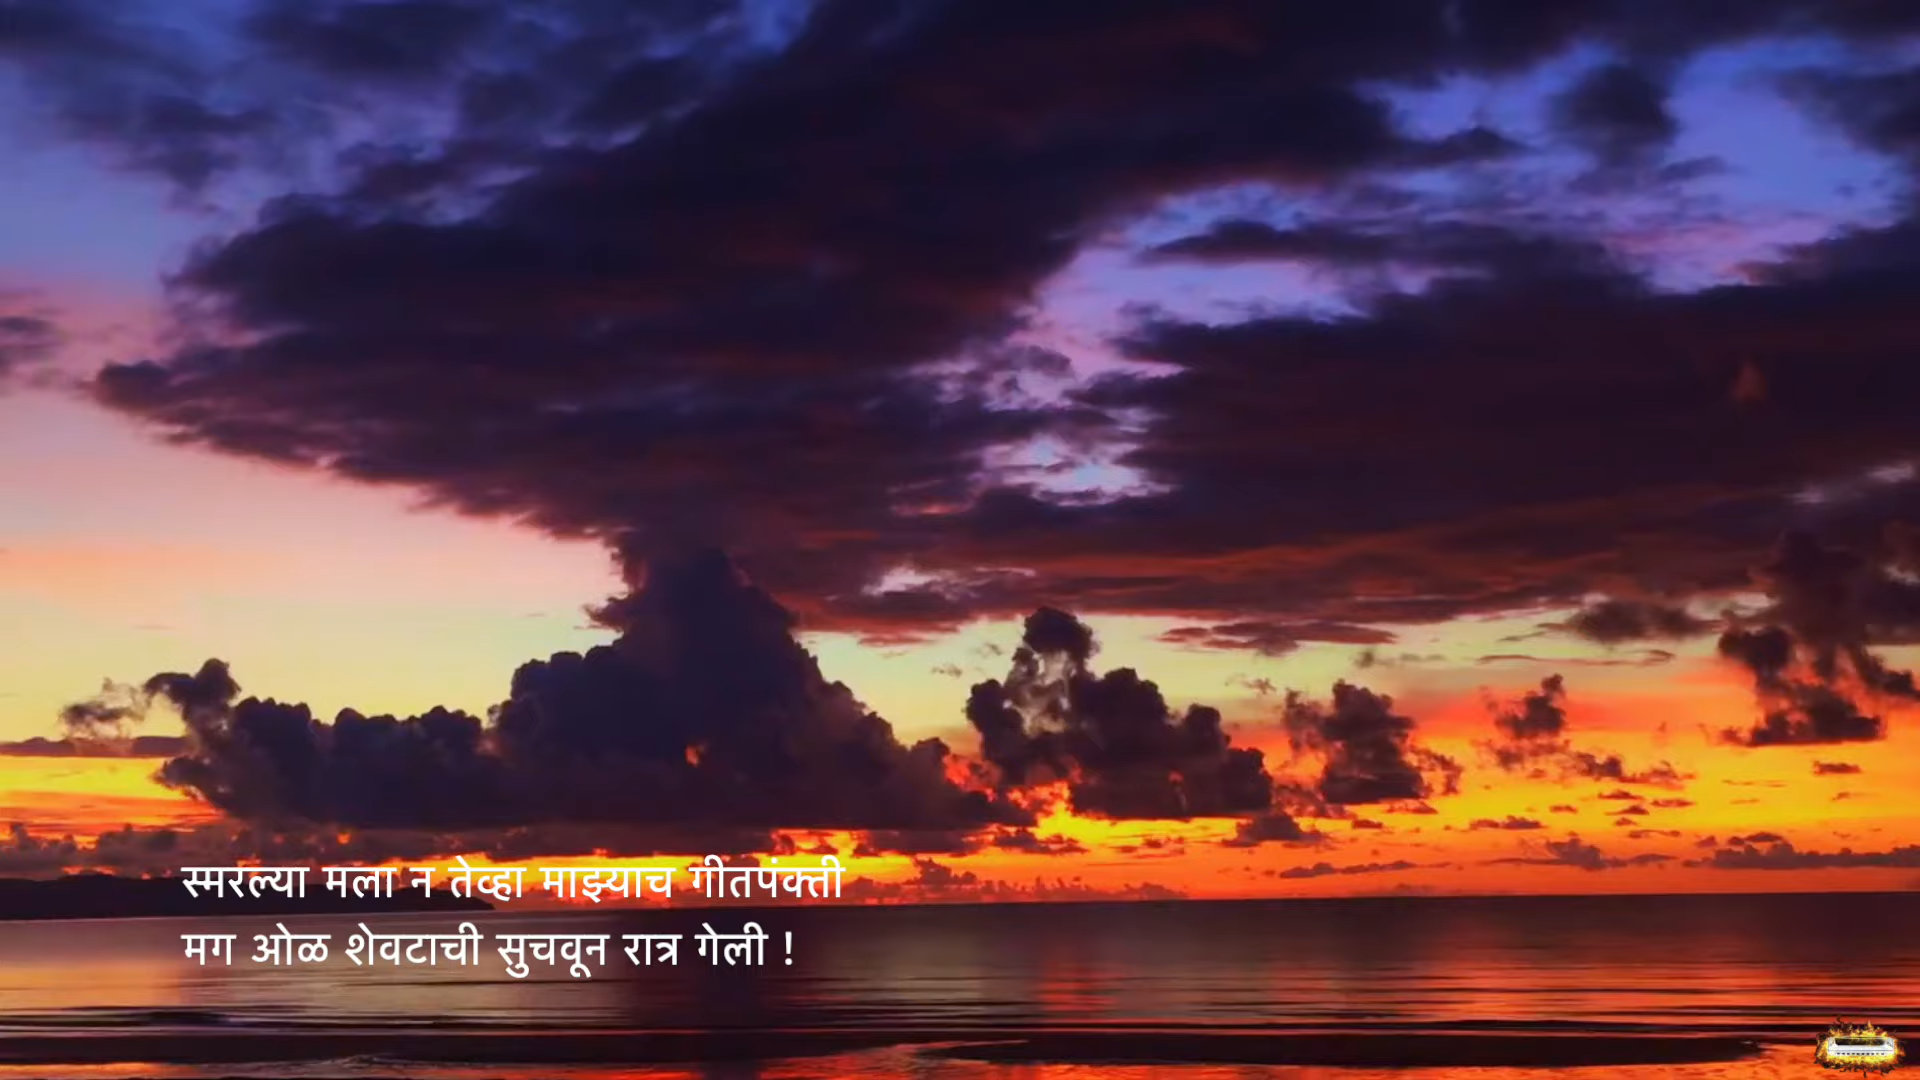 स्मरल्या मला न तेव्हा माझ्याच गीतपंक्ती
मग ओळ शेवटाची सुचवून रात्र गेली !